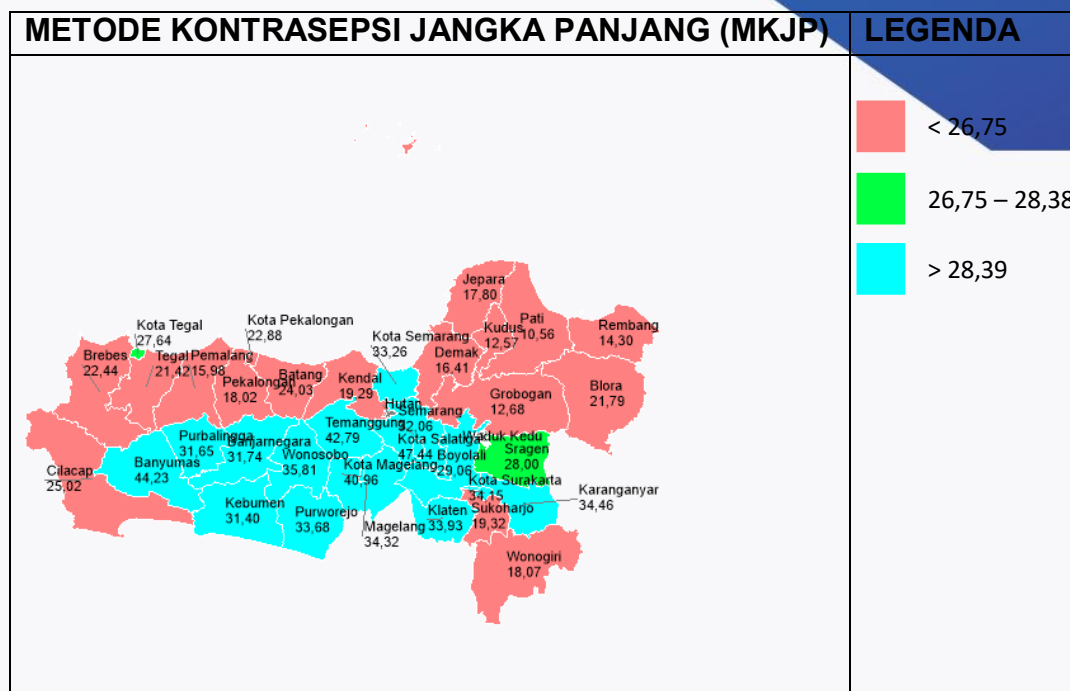 METODE KONTRASEPSI JANGKA PANJANG (MKJP)
LEGENDA
< 26,75
26,75 – 28,38
> 28,39
Jepara
17,80
Kota Tegal
27,64
Kota Pekalongan
22,88
Kota Semarang
33,26
Kudus
12,57
Pati
10,56
Rembang
14,30
Brebes
22,44
Tegal
21,42
Pemalang
15,98
Pekalongan
18,02
Batang
24,03
Kendal
19,29
Demak
16,41
Grobogan
12,68
Blora
21,79
Hutan
Semarang
32,06
Temanggung
42,79
Purbalingga
31,65
Banjarnegara
31,74
Wonosobo
35,81
Kota Salatiga
47,44
Waduk Kedu
Sragen
28,00
Boyolali
29,06
Cilacap
25,02
Banyumas
44,23
Kota Magelang
40,96
Kota Surakarta
34,15
Karanganyar
34,46
Kebumen
31,40
Purworejo
33,68
Magelang
34,32
Klaten
33,93
Sukoharjo
19,32
Wonogiri
18,07